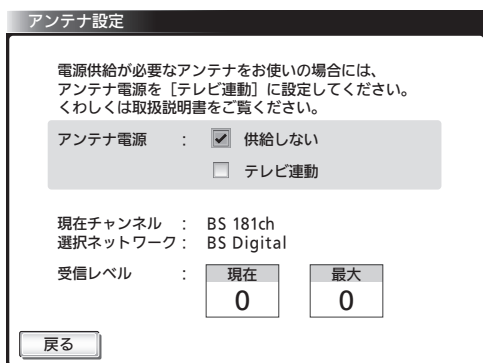 アンテナ設定
電源供給が必要なアンテナをお使いの場合には、
アンテナ電源を［テレビ連動］に設定してください。
くわしくは取扱説明書をご覧ください。
アンテナ電源 : 供給しない
テレビ連動
現在チャンネル : BS 181ch
選択ネットワーク : BS Digital
受信レベル : 現在 最大
0 0
戻る